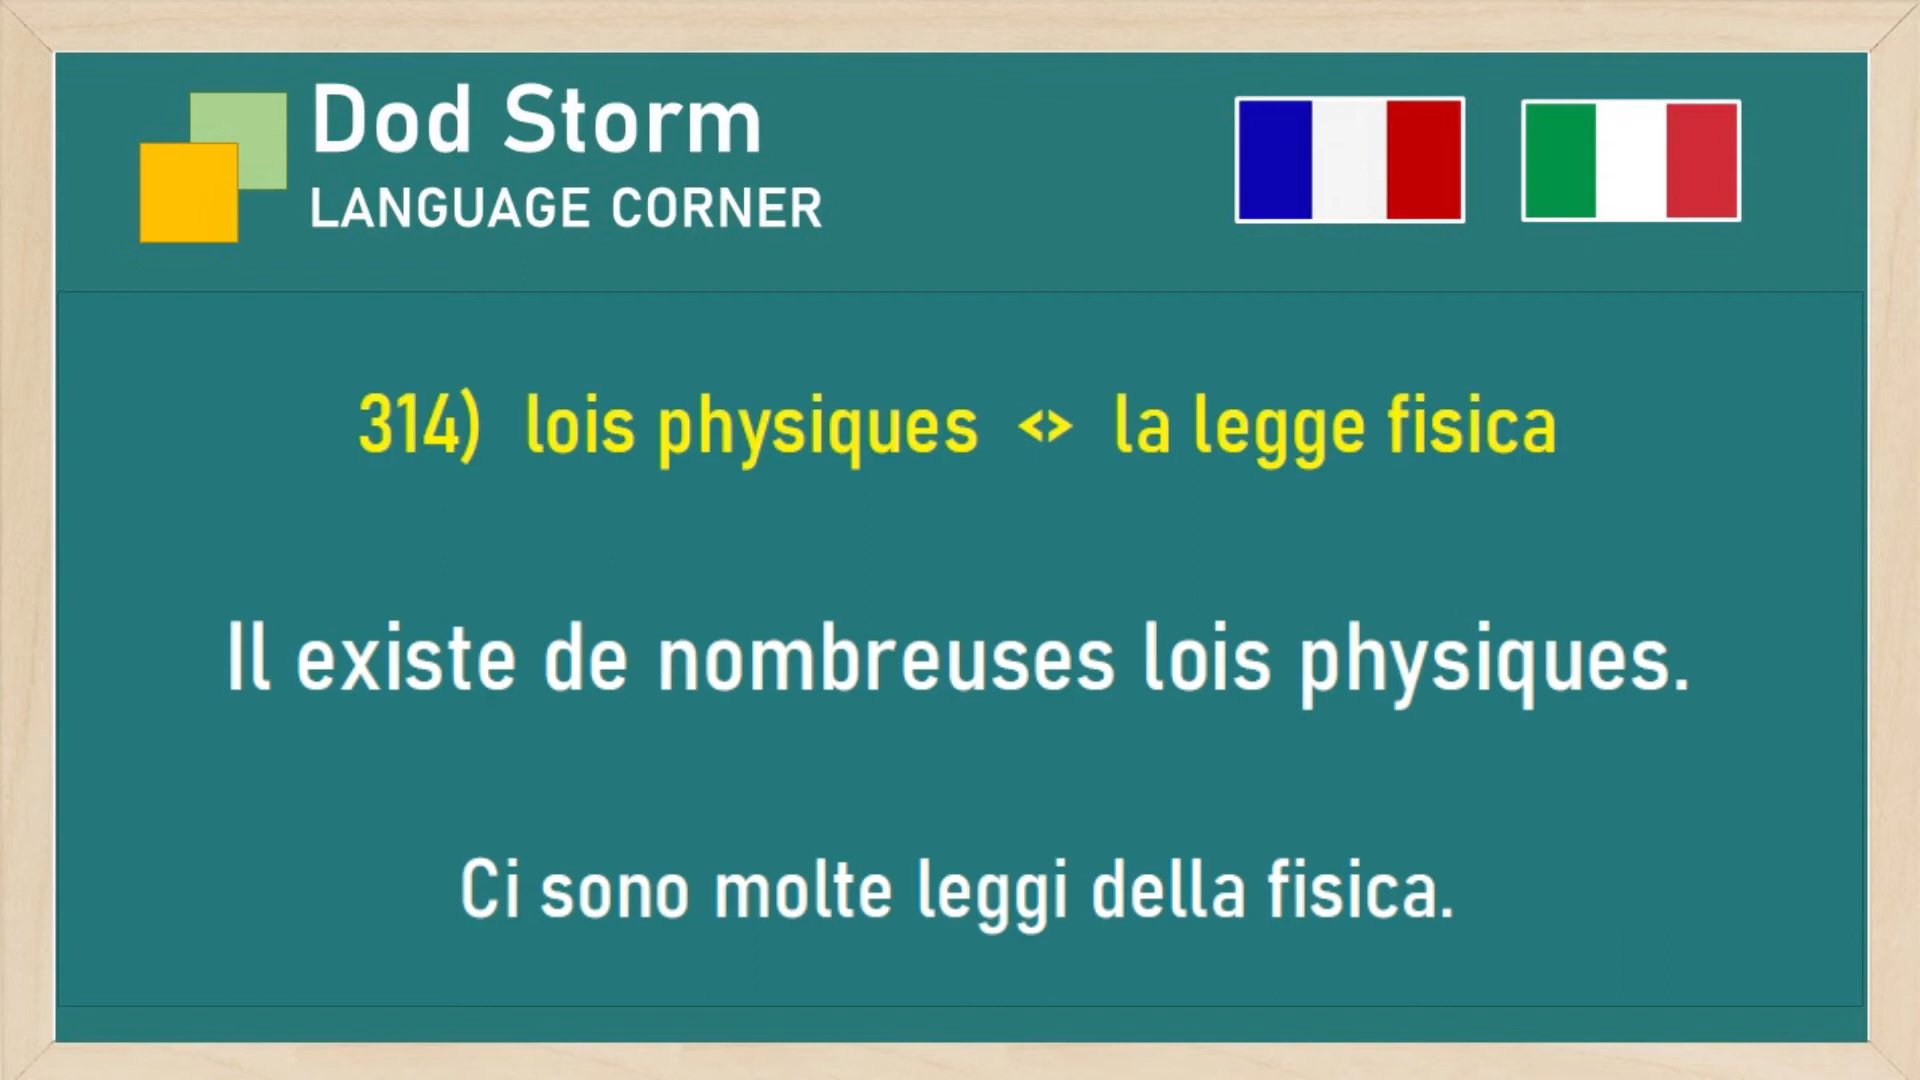 Dod Storm
LANGUAGE CORNER
314) lois physiques <> la legge fisica
Il existe de nombreuses lois physiques.
Ci sono molte leggi della fisica.